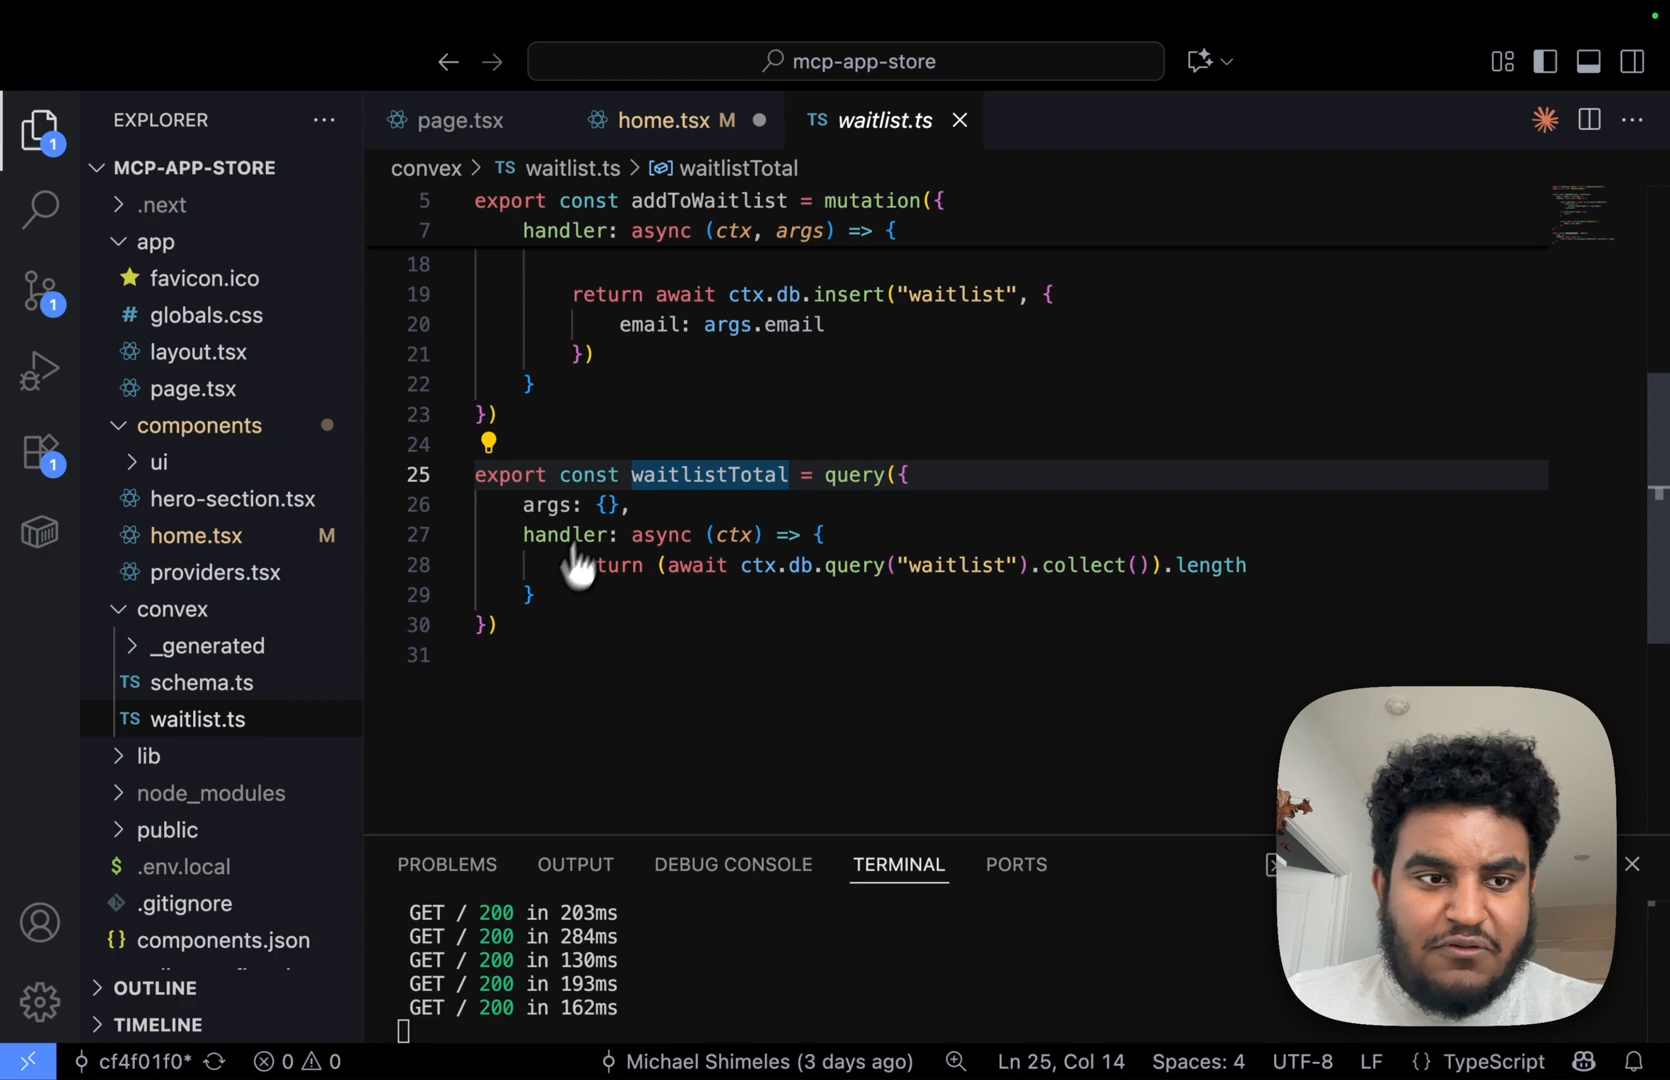 mcp-app-store
EXPLORER
page.tsx
home.tsx M
TS waitlist.ts
1
MCP-APP-STORE
.next
app
favicon.ico
# globals.css
layout.tsx
page.tsx
components
ui
hero-section.tsx
home.tsx M
providers.tsx
convex
_generated
TS schema.ts
TS waitlist.ts
lib
node_modules
public
$ .env.local
.gitignore
{} components.json
OUTLINE
TIMELINE
1
1
convex > TS waitlist.ts > waitlistTotal
5 export const addToWaitlist = mutation({
7 handler: async (ctx, args) => {
18
19 return await ctx.db.insert("waitlist", {
20 email: args.email
21 })
22 }
23 })
24
25 export const waitlistTotal = query({
26 args: {},
27 handler: async (ctx) => {
28 turn (await ctx.db.query("waitlist").collect()).length
29 }
30 })
31
PROBLEMS
OUTPUT
DEBUG CONSOLE
TERMINAL
PORTS
GET / 200 in 203ms
GET / 200 in 284ms
GET / 200 in 130ms
GET / 200 in 193ms
GET / 200 in 162ms
cf4f01f0*
0
0
Michael Shimeles (3 days ago)
Ln 25, Col 14
Spaces: 4
UTF-8
LF
{} TypeScript